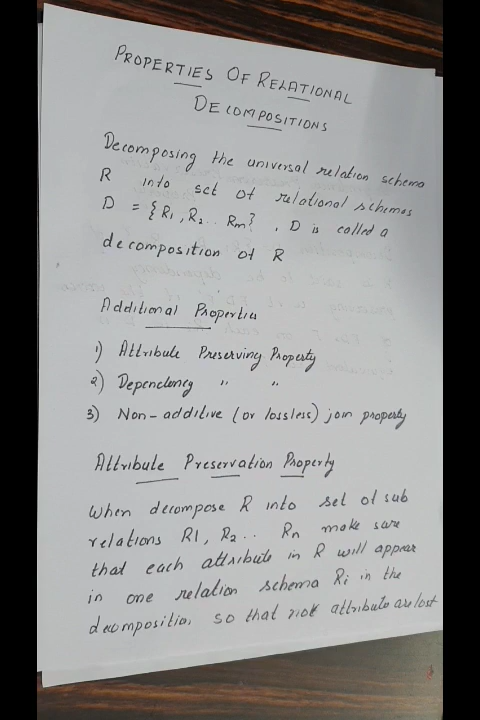 PROPERTIES OF RELATIONAL
DECOMPOSITIONS
Decomposing the universal relation schema
R into set of relational schemas
D = {R1, R2.. Rm}, D is called a
decomposition of R
Additional Properties
1) Attribute Preserving Property
2) Dependency " "
3) Non-additive (or lossless) join property
Attribute Preservation Property
When decompose R into set of sub
relations R1, R2.. Rn make sure
that each attribute in R will appear
in one relation schema Ri in the
decomposition so that attribute are lost